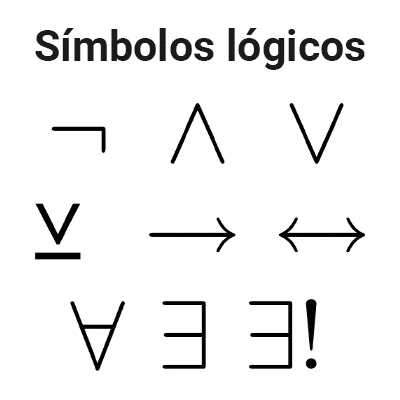 Símbolos lógicos
¬ ∧ ∨
⊻ → ↔
∀ ∃ ∃!